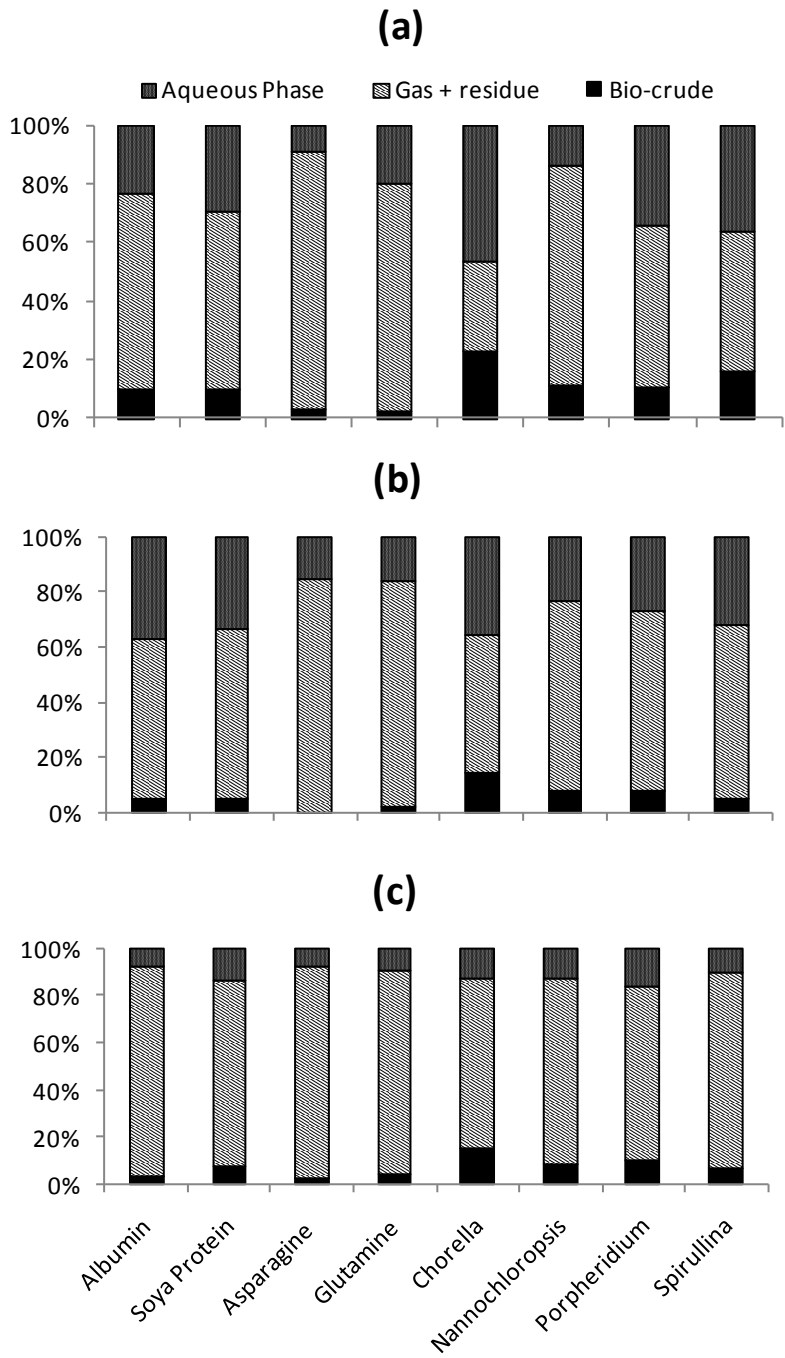 (a)
Aqueous Phase Gas + residue Bio-crude
100%
80%
60%
40%
20%
0%
(b)
100%
80%
60%
40%
20%
0%
(c)
100%
80%
60%
40%
20%
0%
Albumin
Soya Protein
Asparagine
Glutamine
Chorella
Nannochloropsis
Porpheridium
Spirullina